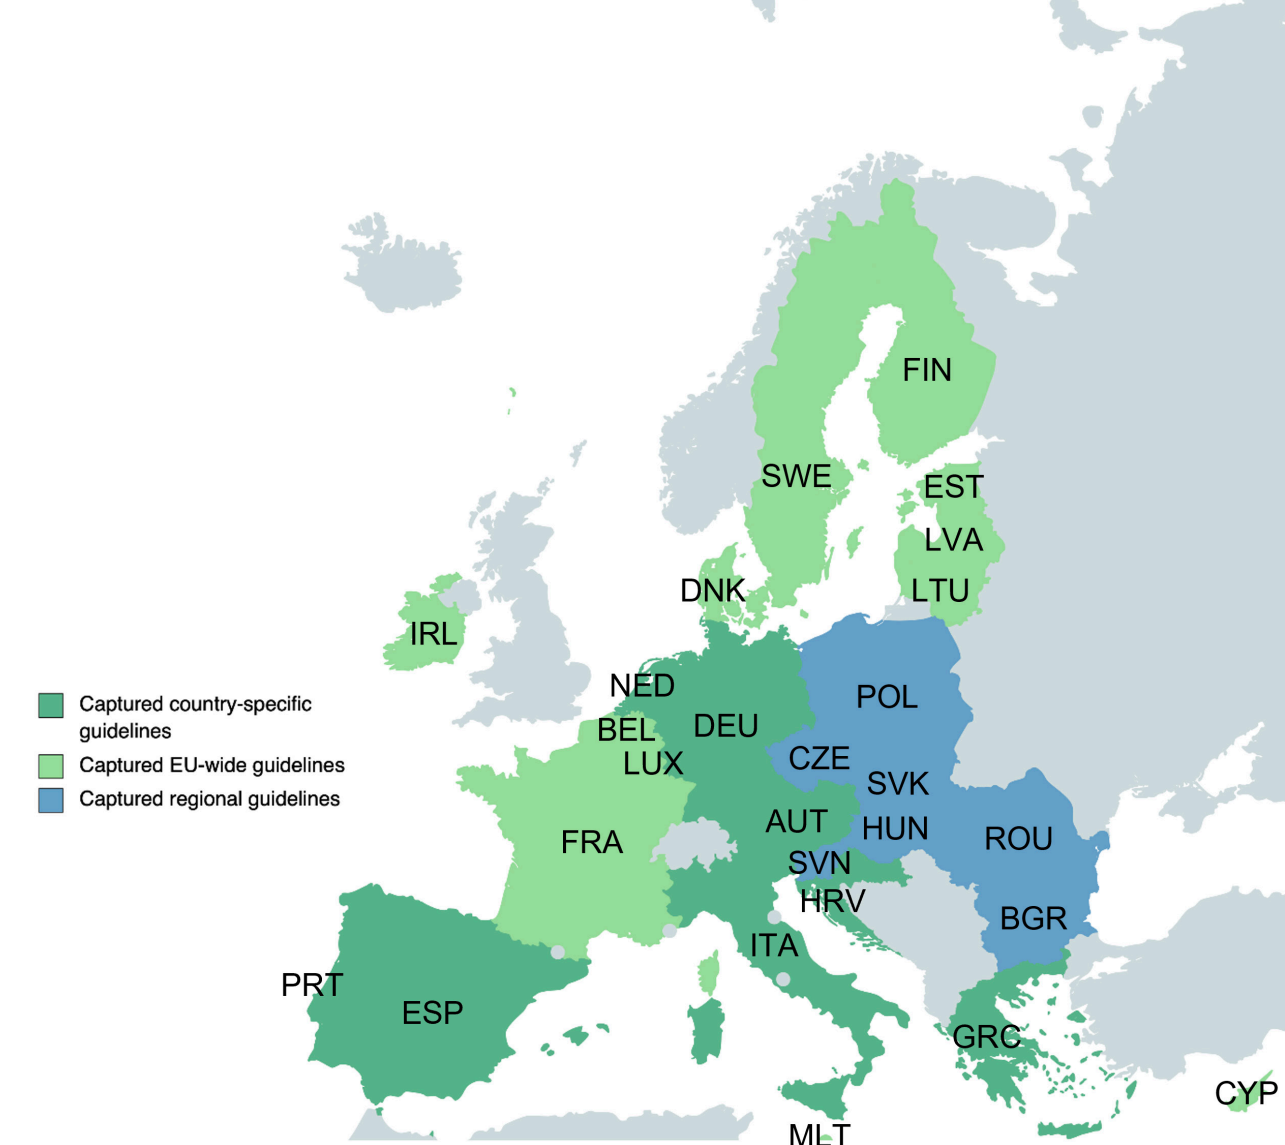 FIN
SWE
EST
LVA
DNK
LTU
IRL
NED
POL
Captured country-specific
guidelines
BEL
DEU
LUX
CZE
Captured EU-wide guidelines
SVK
Captured regional guidelines
AUT
HUN
FRA
ROU
SVN
HRV
BGR
ITA
PRT
ESP
GRC
CYP
MLT